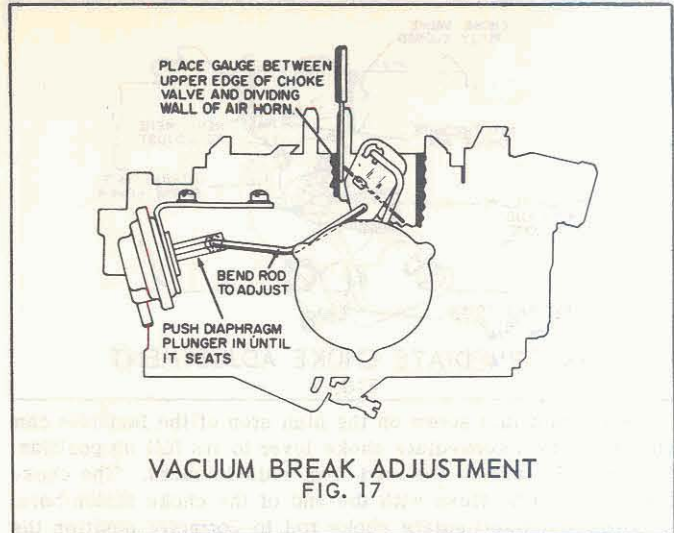 PLACE GAUGE BETWEEN
UPPER EDGE OF CHOKE
VALVE AND DIVIDING
WALL OF AIR HORN.
BEND ROD
TO ADJUST
PUSH DIAPHRAGM
PLUNGER IN UNTIL
IT SEATS
VACUUM BREAK ADJUSTMENT
FIG. 17